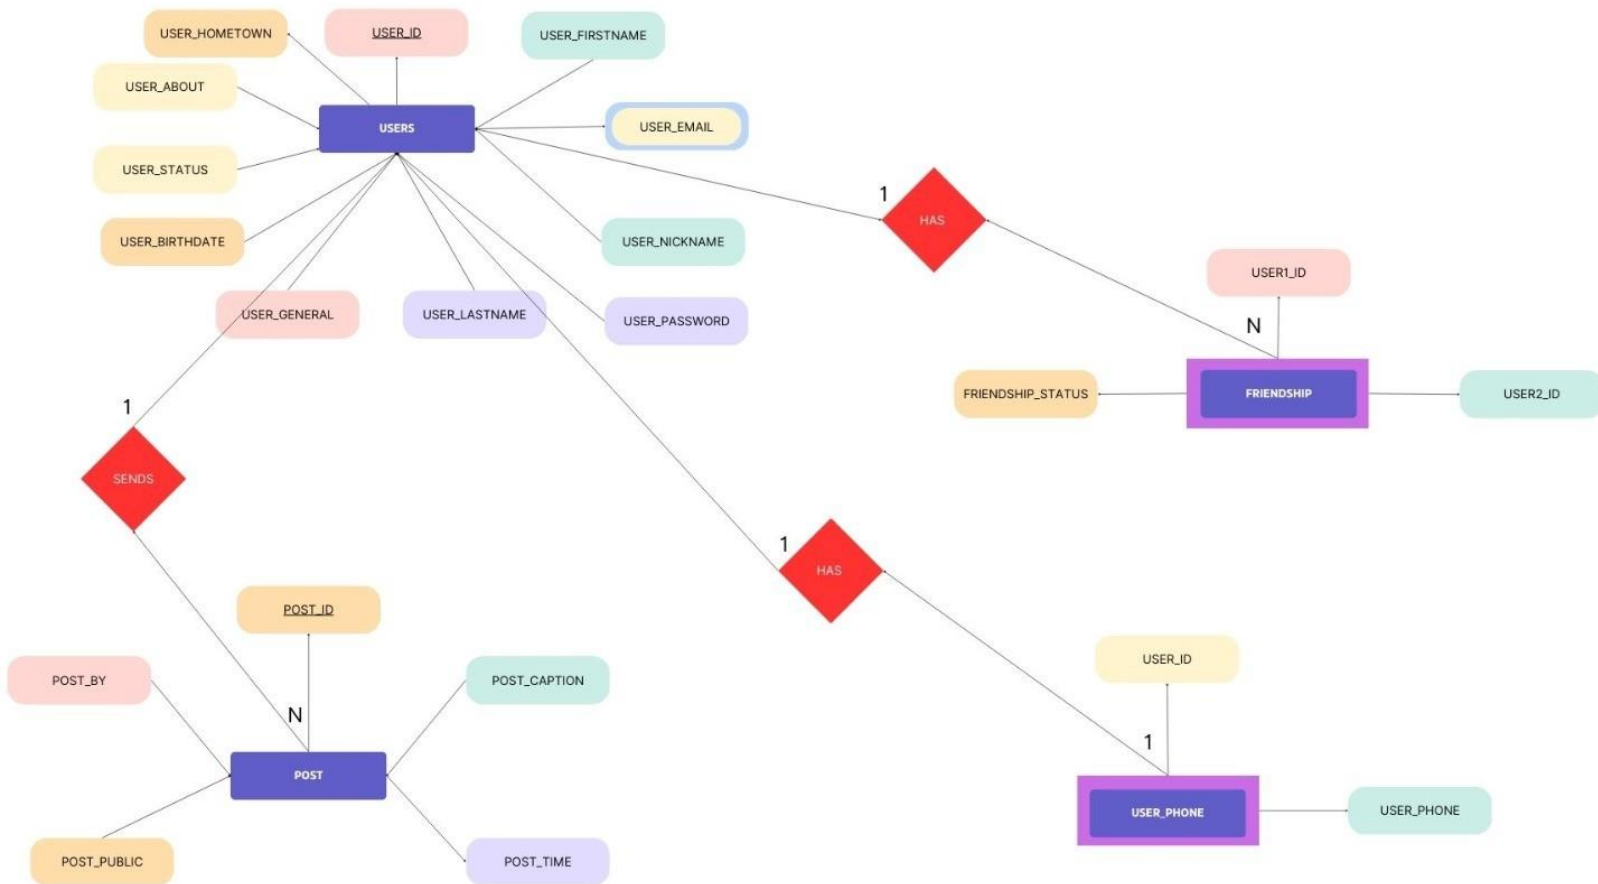 USER_HOMETOWN
USER_ID
USER_FIRSTNAME
USER_ABOUT
USERS
USER_EMAIL
USER_STATUS
1
HAS
USER_BIRTHDATE
USER_NICKNAME
USER1_ID
USER_GENERAL
USER_LASTNAME
USER_PASSWORD
N
FRIENDSHIP_STATUS
FRIENDSHIP
USER2_ID
1
SENDS
1
HAS
POST_ID
USER_ID
POST_BY
POST_CAPTION
N
1
POST
USER_PHONE
USER_PHONE
POST_PUBLIC
POST_TIME